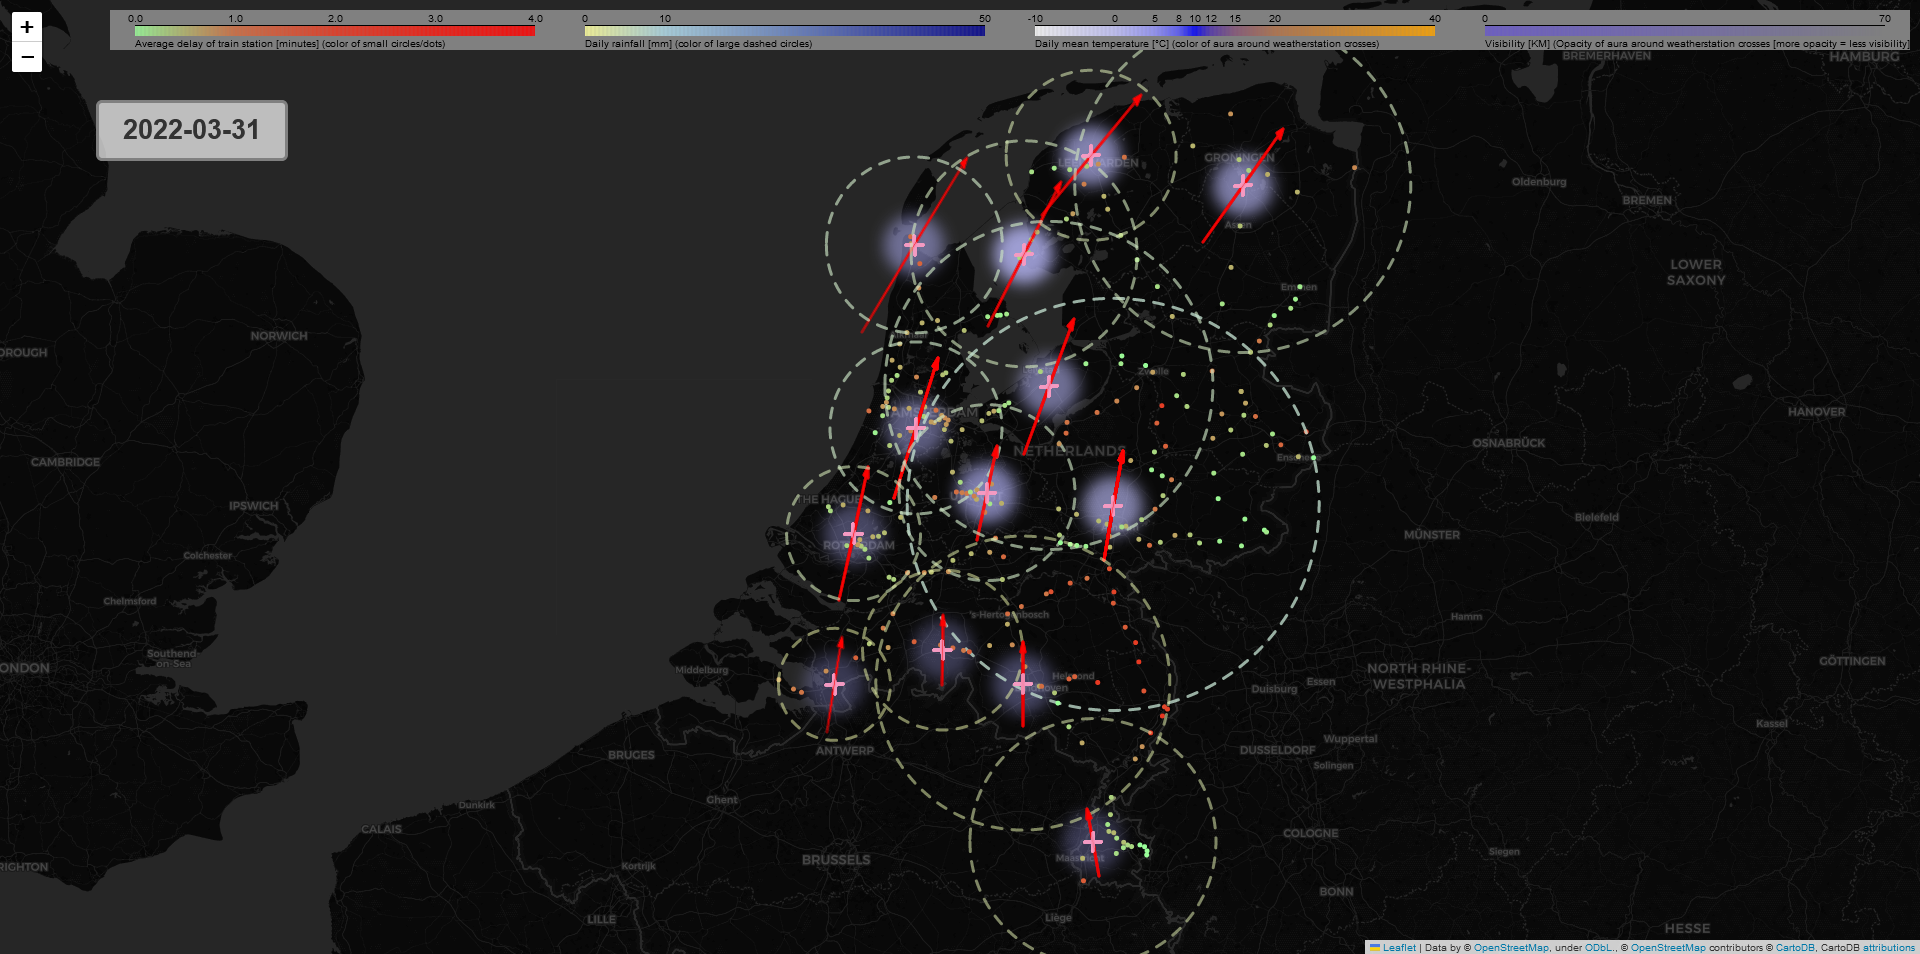 +
−
0.0 1.0 2.0 3.0 4.0
Average delay of train station [minutes] (color of small circles/dots)
0 10 50
Daily rainfall [mm] (color of large dashed circles)
-10 0 5 8 10 12 15 20 40
Daily mean temperature [°C] (color of aura around weatherstation crosses)
0 70
Visibility [KM] (Opacity of aura around weatherstation crosses [more opacity = less visibility]
BREMERHAVEN
HAMBURG
2022-03-31
GRONINGEN
Oldenburg
BREMEN
Assen
LOWER
SAXONY
Emmen
NORWICH
OROUGH
Zwolle
HANOVER
AMSTERDAM
OSNABRÜCK
NETHERLANDS
CAMBRIDGE
THE HAGUE
IPSWICH
Bielefeld
MÜNSTER
ROTTERDAM
Colchester
Chelmsford
's-Hertogenbosch
Hamm
Southend-
on Sea
ONDON
Middelburg
Helmond
Eindhoven
Duisburg
Essen
NORTH RHINE-
WESTPHALIA
GÖTTINGEN
Kassel
ANTWERP
BRUGES
DUSSELDORF
Wuppertal
Solingen
Ghent
Dunkirk
CALAIS
COLOGNE
Siegen
RIGHTON
Kortrijk
BRUSSELS
Maastricht
BONN
LILLE
Liège
HESSE
Leaflet | Data by © OpenStreetMap, under ODbL., © OpenStreetMap contributors © CartoDB, CartoDB attributions